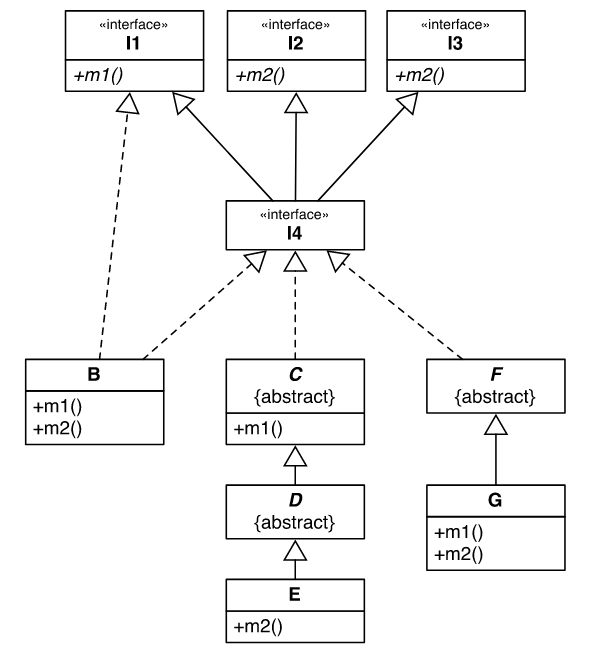 «interface»
I1
+m1()
«interface»
I2
+m2()
«interface»
I3
+m2()
«interface»
I4
B
+m1()
+m2()
C
{abstract}
+m1()
F
{abstract}
D
{abstract}
G
+m1()
+m2()
E
+m2()